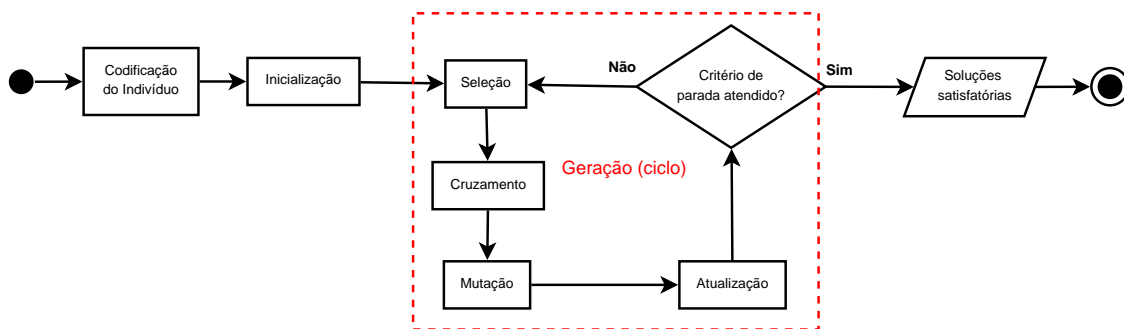 Codificação
do Indivíduo
Inicialização
Seleção
Não
Critério de
parada atendido?
Sim
Soluções
satisfatórias
Cruzamento
Geração (ciclo)
Mutação
Atualização